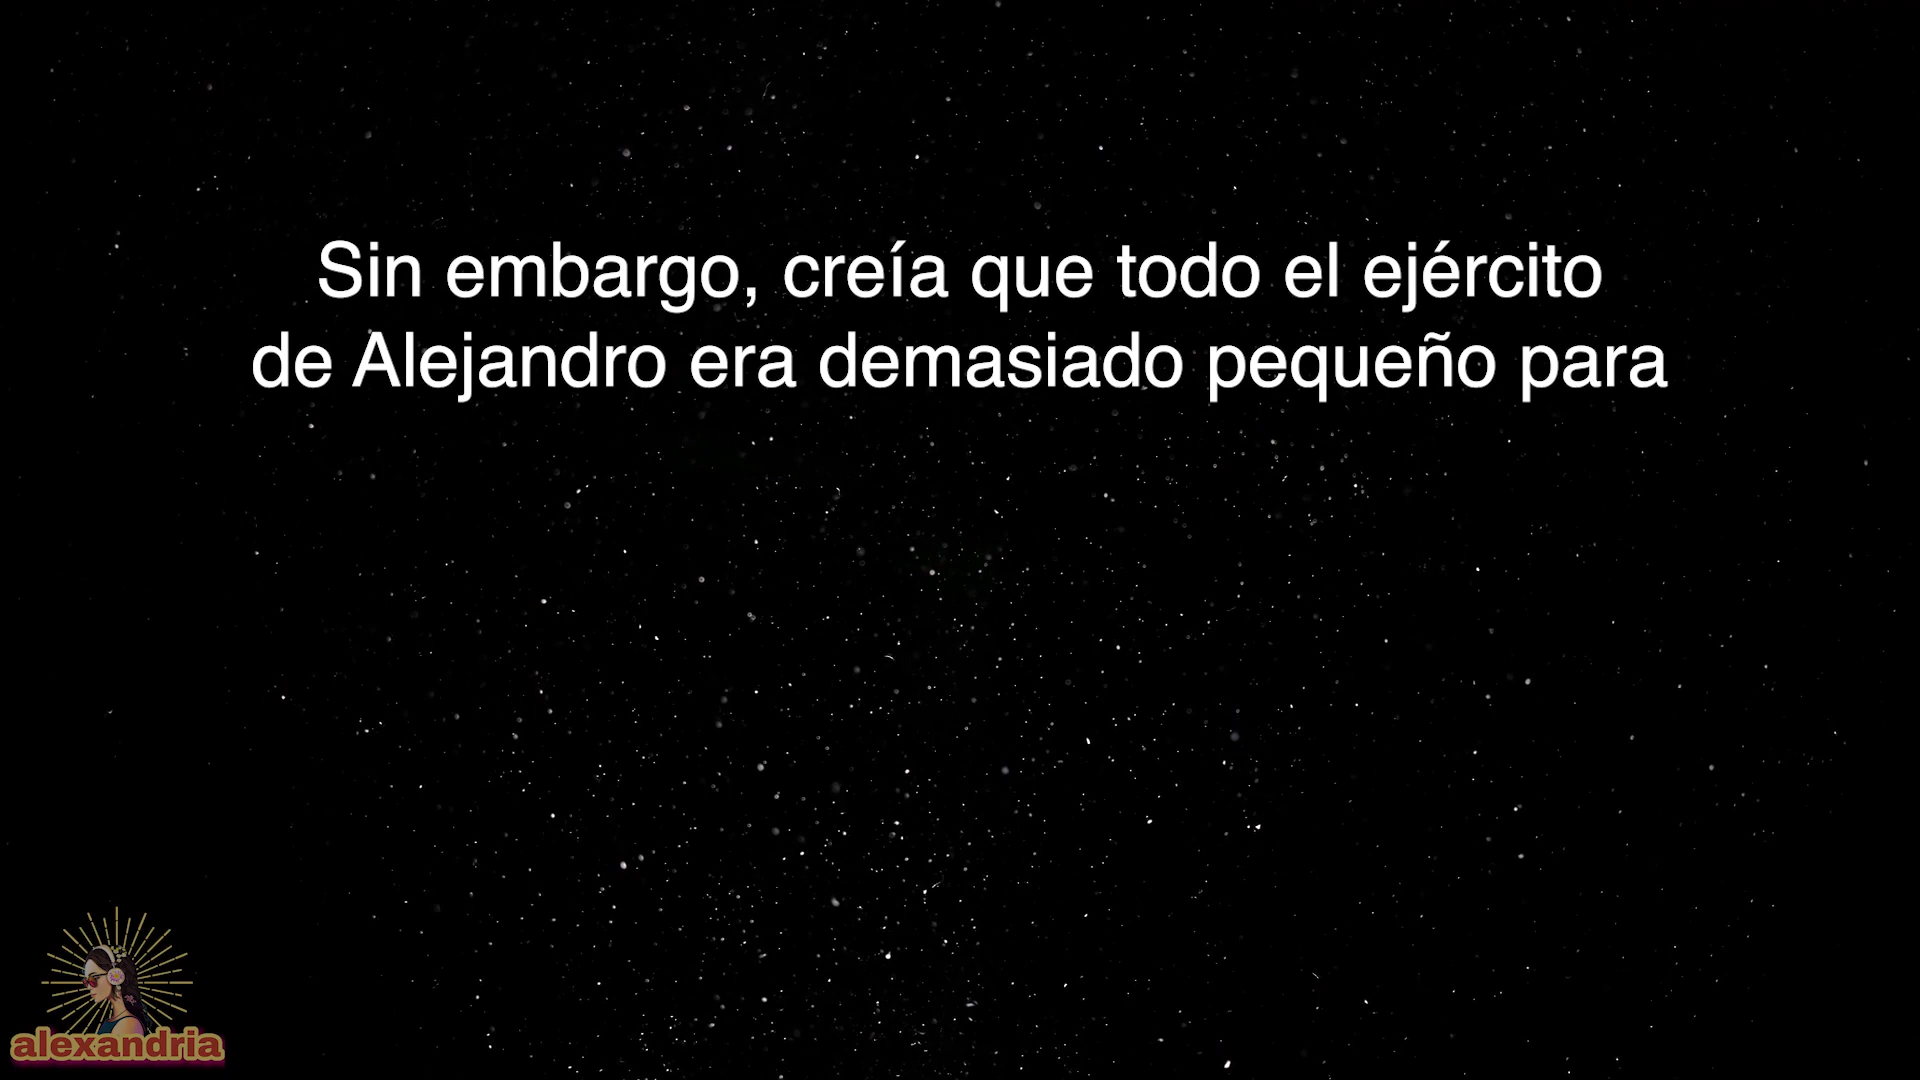 Sin embargo, creía que todo el ejército
de Alejandro era demasiado pequeño para
alexandria